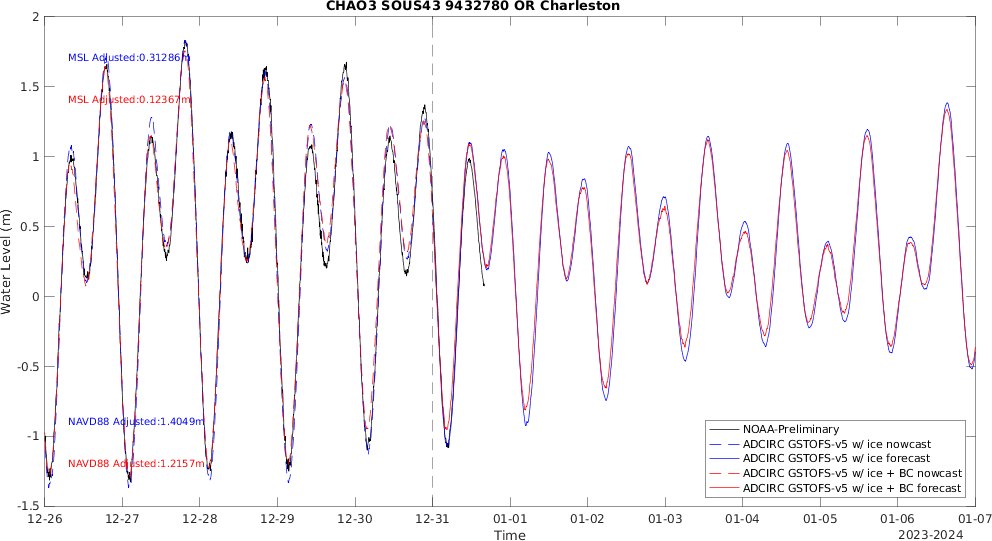 CHAO3 SOUS43 9432780 OR Charleston
2
1.5
1
0.5
0
-0.5
-1
-1.5
Water Level (m)
MSL Adjusted:0.31286m
MSL Adjusted:0.12367m
NAVD88 Adjusted:1.4049m
NAVD88 Adjusted:1.2157m
NOAA-Preliminary
ADCIRC GSTOFS-v5 w/ ice nowcast
ADCIRC GSTOFS-v5 w/ ice forecast
ADCIRC GSTOFS-v5 w/ ice + BC nowcast
ADCIRC GSTOFS-v5 w/ ice + BC forecast
12-26 12-27 12-28 12-29 12-30 12-31 01-01 01-02 01-03 01-04 01-05 01-06 01-07
Time
2023-2024